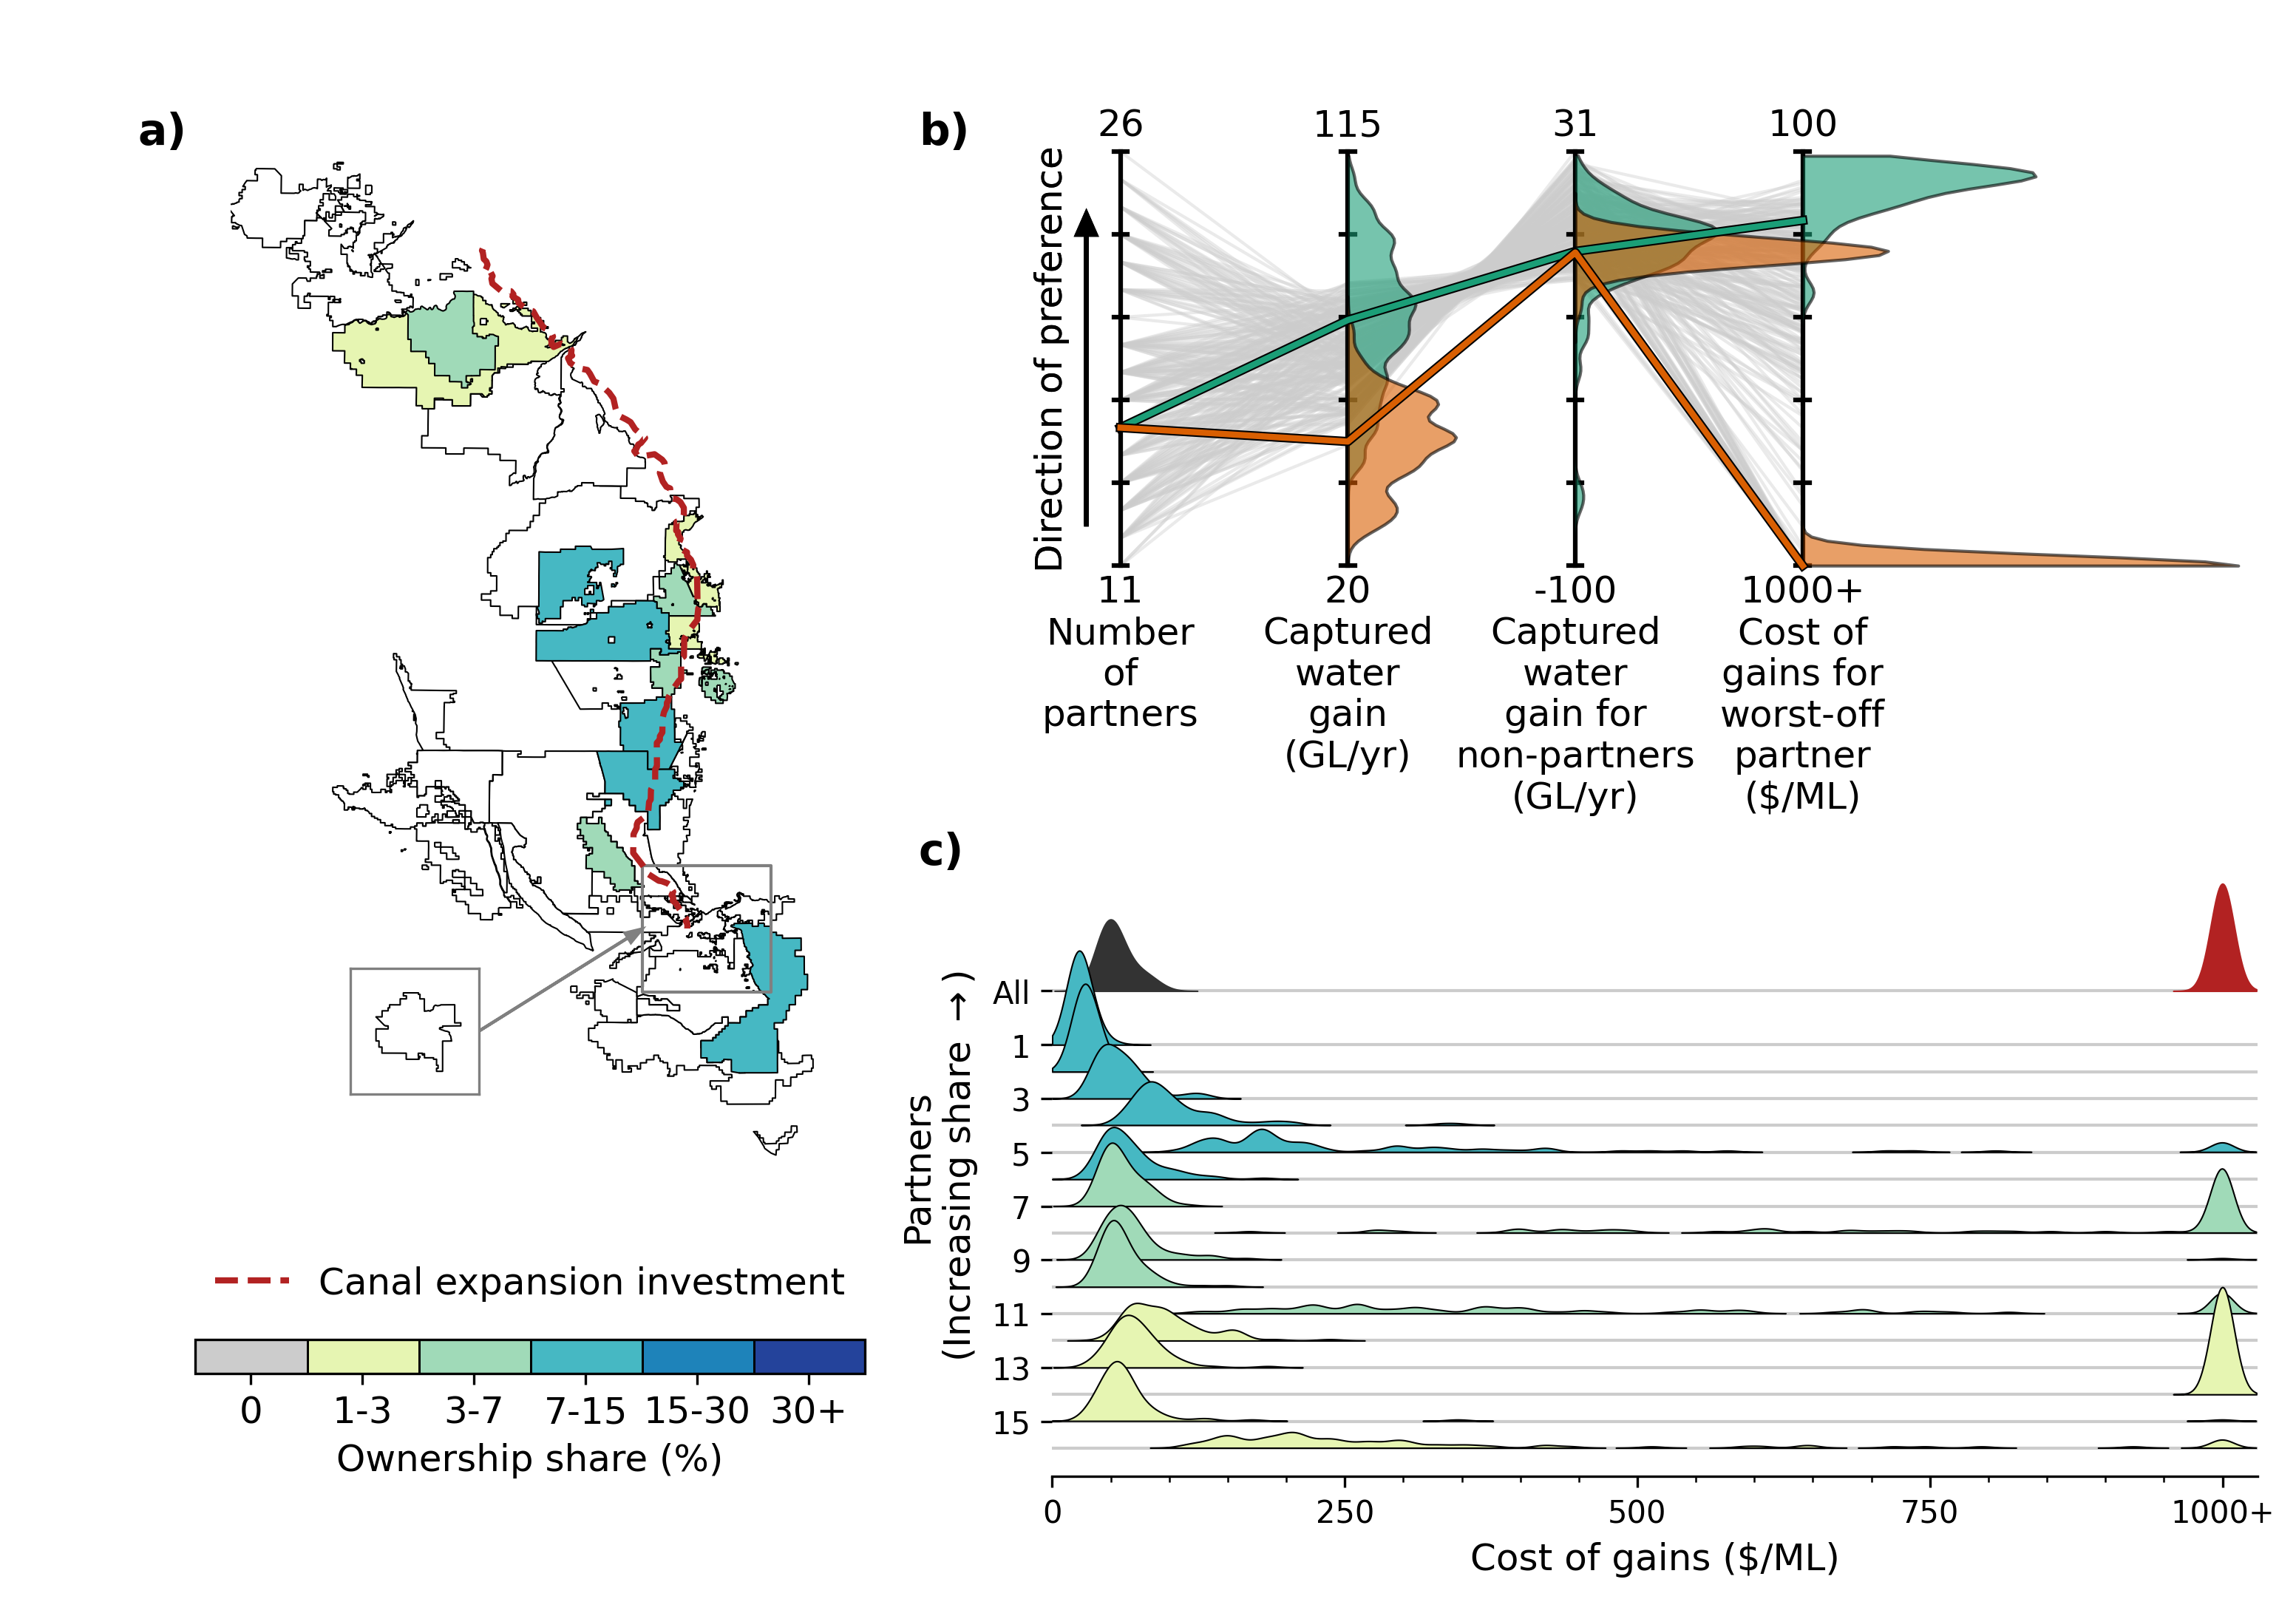 a)
Canal expansion investment
0 1-3 3-7 7-15 15-30 30+
Ownership share (%)
b)
26 115 31 100
Direction of preference
11 20 -100 1000+
Number
of
partners
Captured
water
gain
(GL/yr)
Captured
water
gain for
non-partners
(GL/yr)
Cost of
gains for
worst-off
partner
($/ML)
c)
Partners
(Increasing share →)
All
1
3
5
7
9
11
13
15
0 250 500 750 1000+
Cost of gains ($/ML)